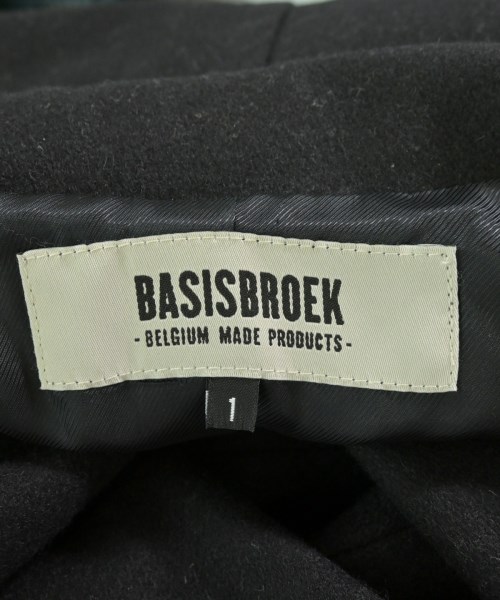 BASISBROEK
- BELGIUM MADE PRODUCTS -
1